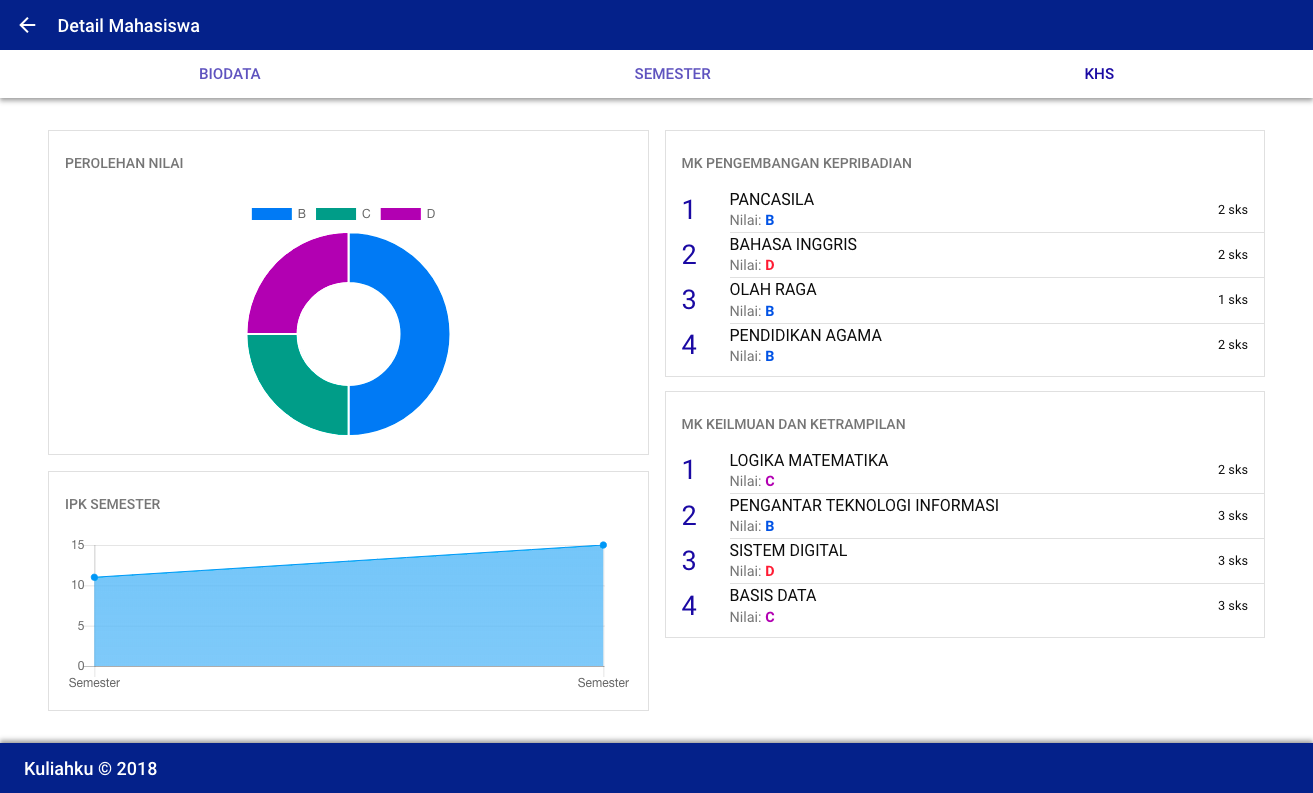 Detail Mahasiswa
BIODATA
SEMESTER
KHS
PEROLEHAN NILAI
B
C
D
IPK SEMESTER
15
10
5
0
Semester
Semester
MK PENGEMBANGAN KEPRIBADIAN
1
PANCASILA
Nilai: B
2 sks
2
BAHASA INGGRIS
Nilai: D
2 sks
3
OLAH RAGA
Nilai: B
1 sks
4
PENDIDIKAN AGAMA
Nilai: B
2 sks
MK KEILMUAN DAN KETRAMPILAN
1
LOGIKA MATEMATIKA
Nilai: C
2 sks
2
PENGANTAR TEKNOLOGI INFORMASI
Nilai: B
3 sks
3
SISTEM DIGITAL
Nilai: D
3 sks
4
BASIS DATA
Nilai: C
3 sks
Kuliahku © 2018